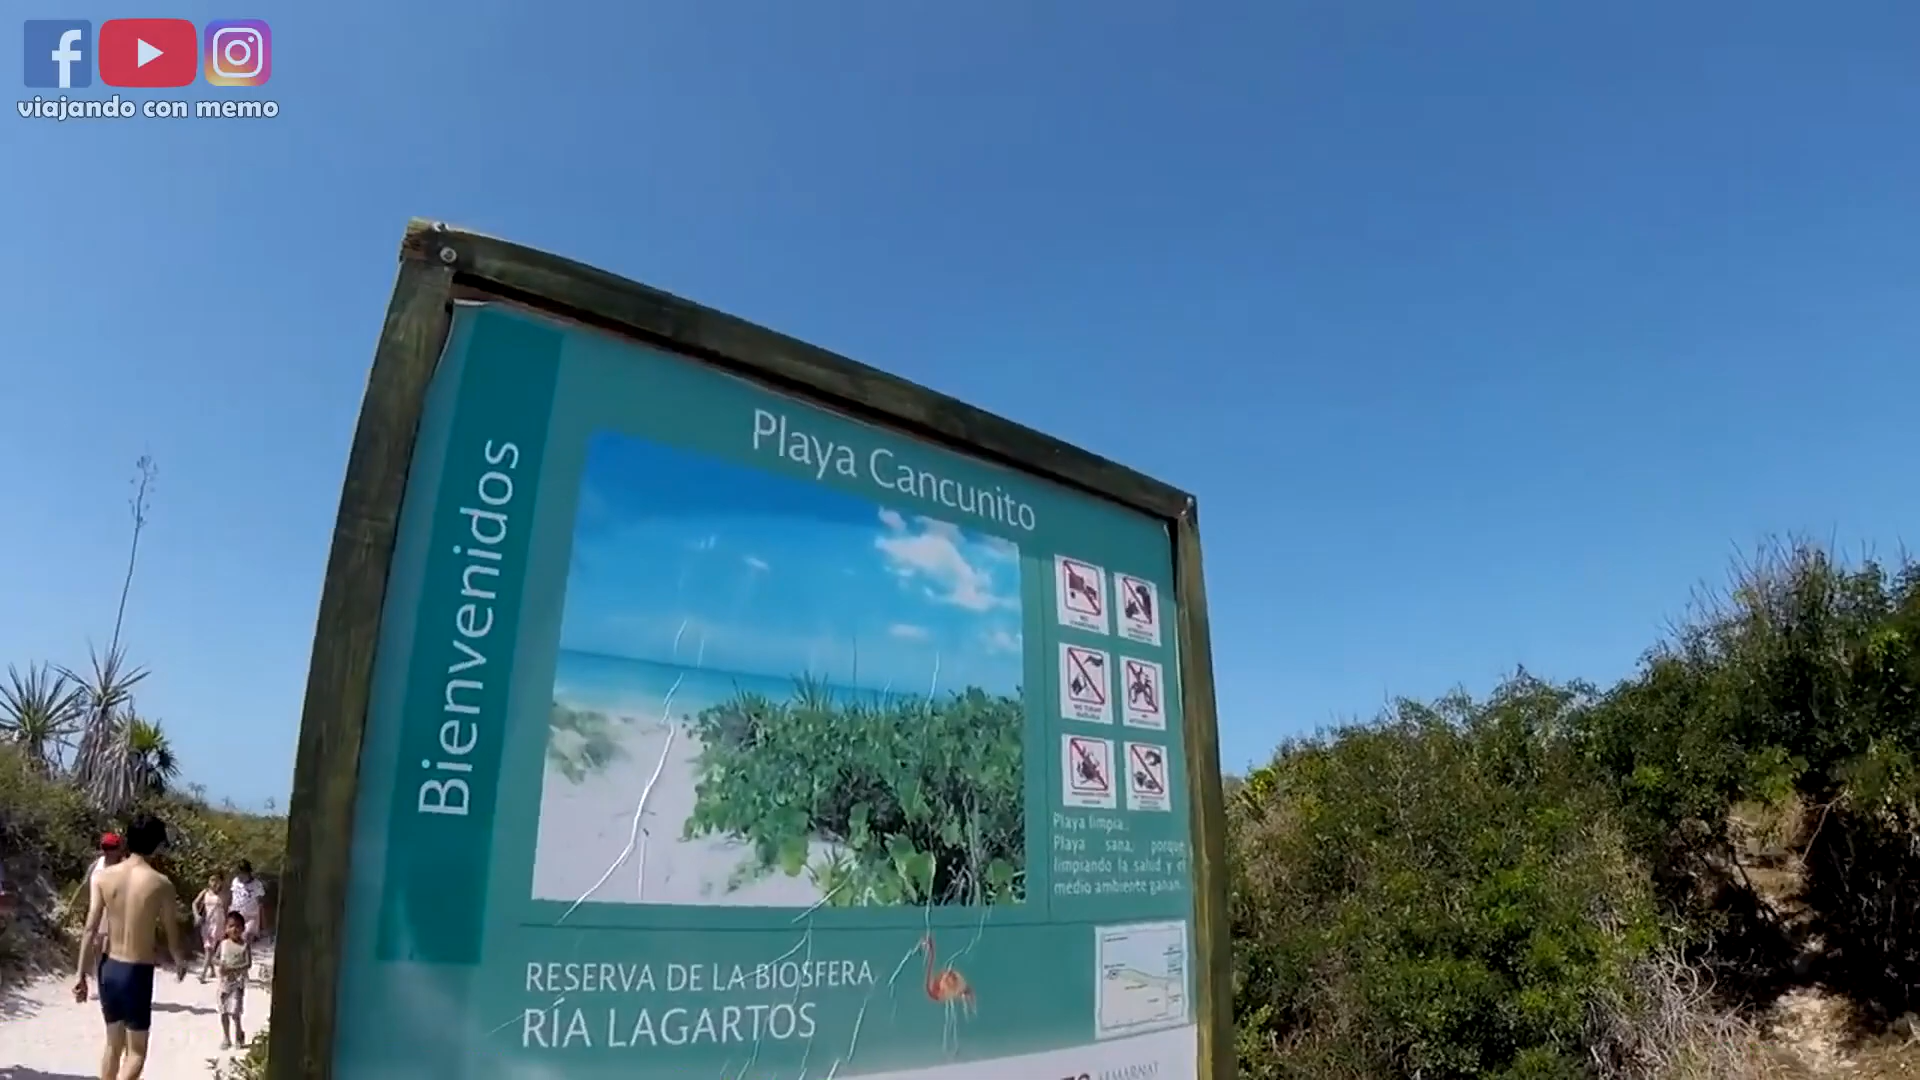 viajando con memo
Bienvenidos
Playa Cancunito
Playa limpia..
Playa sana, porque
limpiando la salud y el
medio ambiente ganan.
RESERVA DE LA BIOSFERA
RÍA LAGARTOS
SEMARNAT